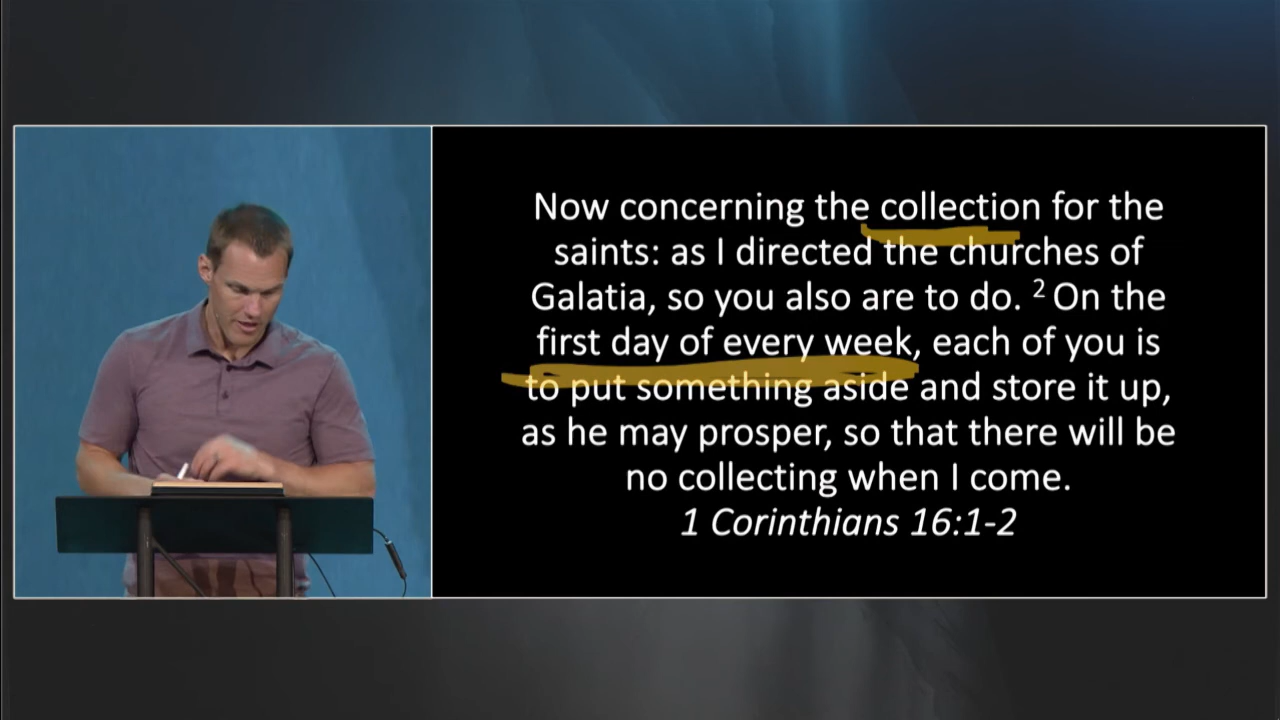 Now concerning the collection for the
saints: as I directed the churches of
Galatia, so you also are to do. ² On the
first day of every week, each of you is
to put something aside and store it up,
as he may prosper, so that there will be
no collecting when I come.
1 Corinthians 16:1-2